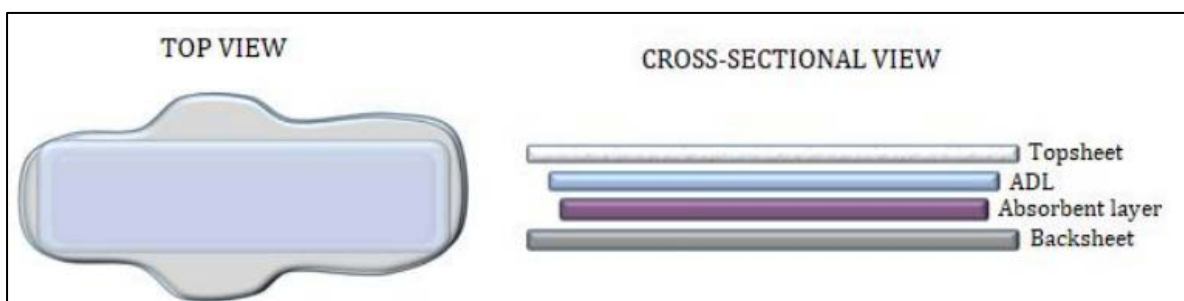 TOP VIEW
CROSS-SECTIONAL VIEW
Topsheet
ADL
Absorbent layer
Backsheet